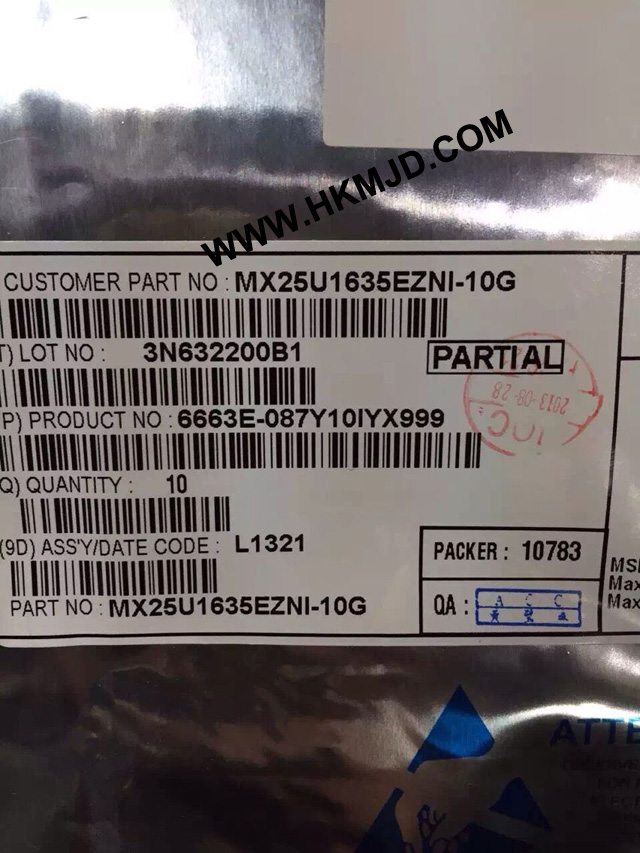 WWW.HKMJD.COM
CUSTOMER PART NO : MX25U1635EZNI-10G
T) LOT NO : 3N632200B1
PARTIAL
2013-08-28
P) PRODUCT NO : 6663E-087Y10IYX999
Q) QUANTITY : 10
(9D) ASS'Y/DATE CODE : L1321
PACKER : 10783
PART NO : MX25U1635EZNI-10G
QA : A C C
MSL
Max
Max
ATTE